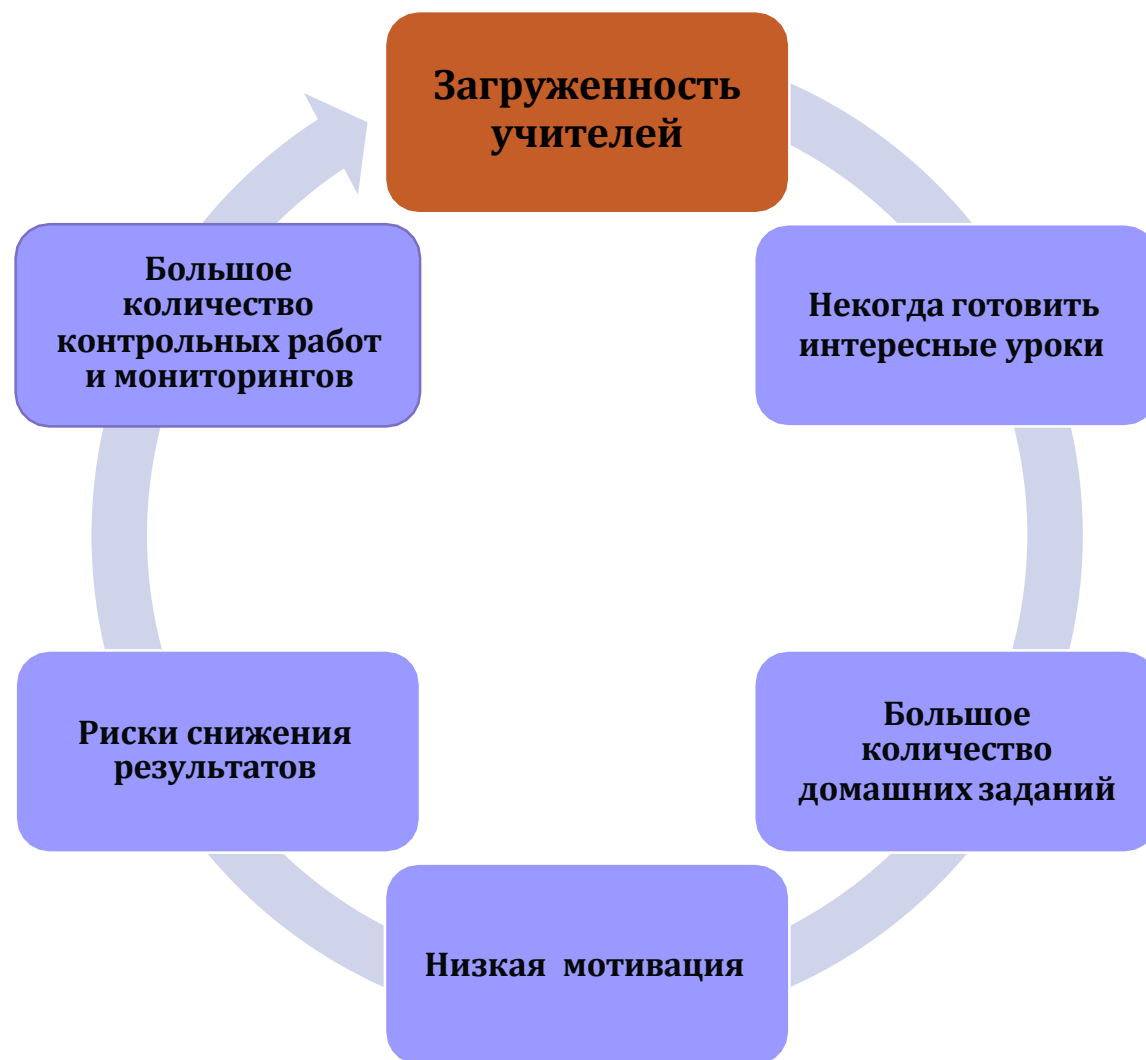 Загруженность
учителей
Некогда готовить
интересные уроки
Большое
количество
домашних заданий
Низкая мотивация
Риски снижения
результатов
Большое
количество
контрольных работ
и мониторингов